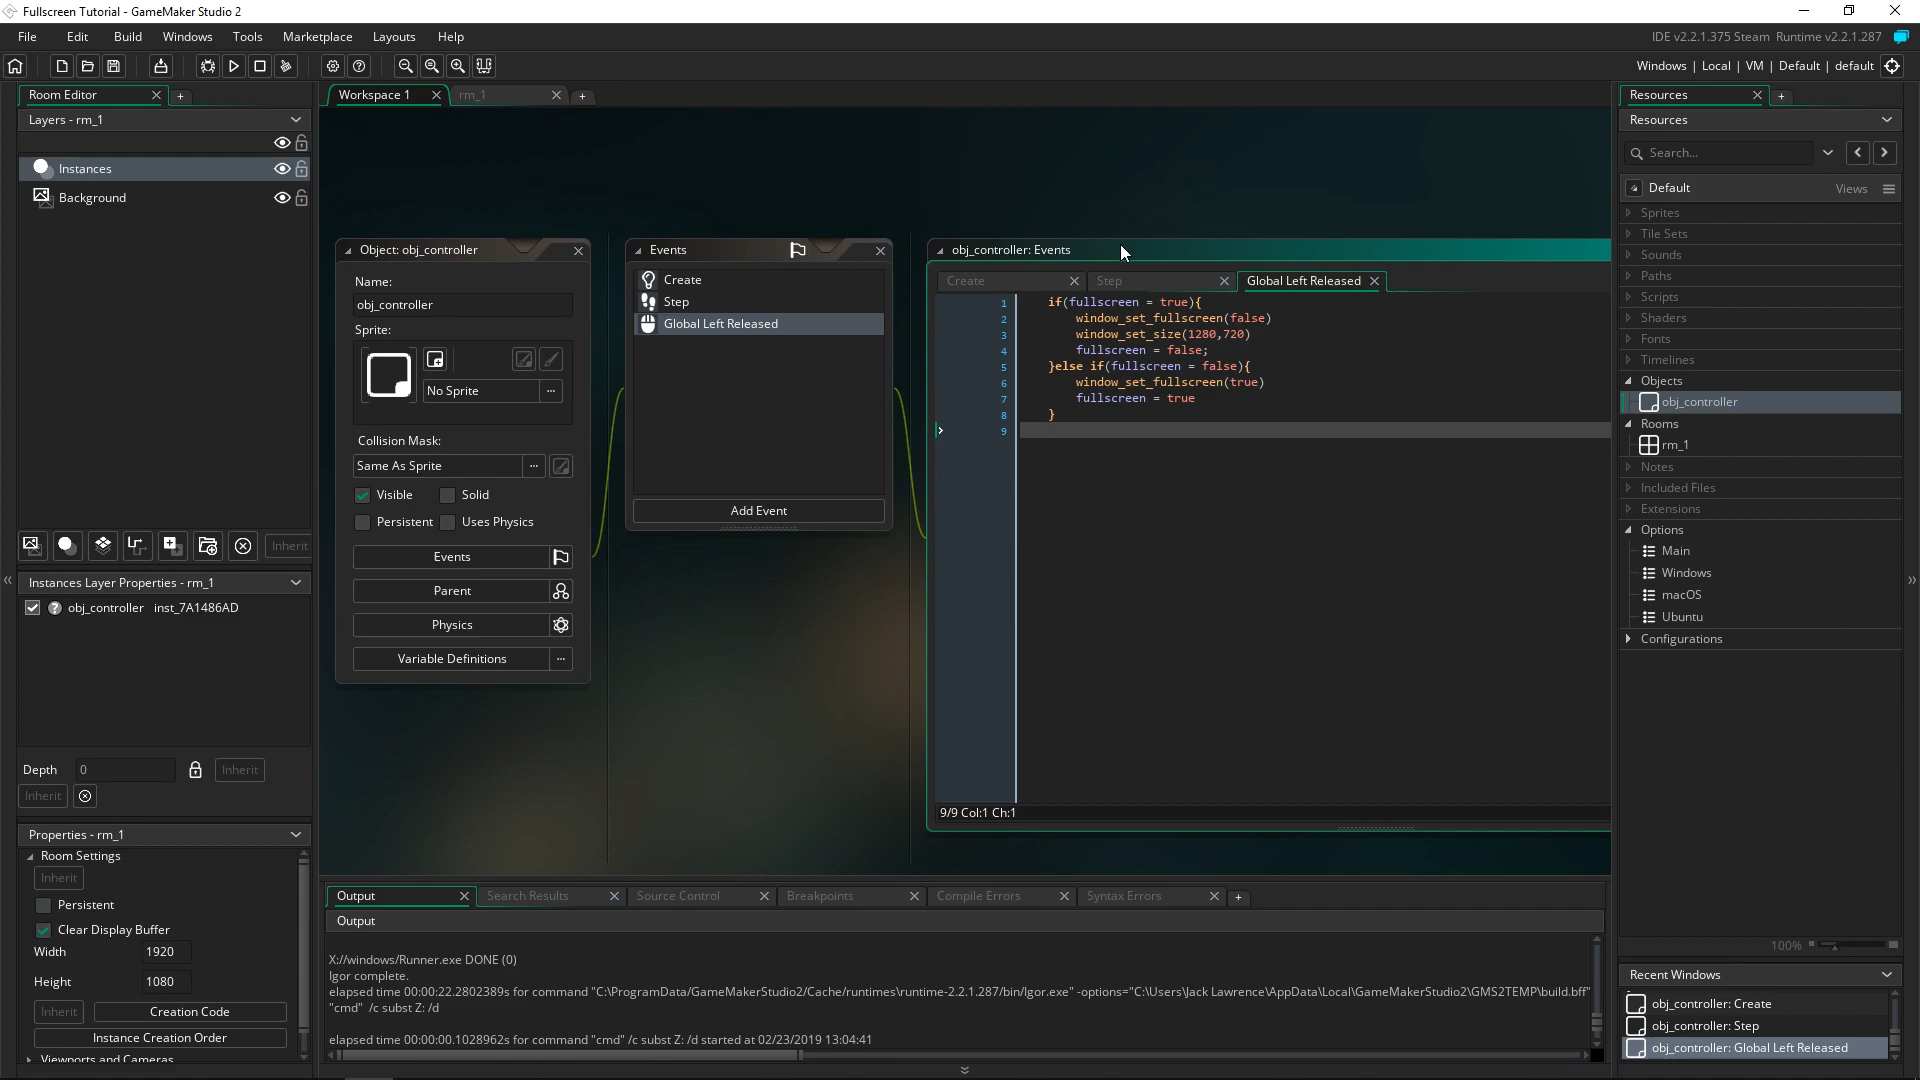 Fullscreen Tutorial - GameMaker Studio 2
File Edit Build Windows Tools Marketplace Layouts Help
IDE v2.2.1.375 Steam Runtime v2.2.1.287
Windows | Local | VM | Default | default
Room Editor
Layers - rm_1
Instances
Background
Inherit
Instances Layer Properties - rm_1
obj_controller inst_7A1486AD
Depth 0 Inherit
Inherit
Properties - rm_1
Room Settings
Inherit
Persistent
Clear Display Buffer
Width 1920
Height 1080
Inherit Creation Code
Instance Creation Order
Viewports and Cameras
Workspace 1 rm_1
Object: obj_controller
Name:
obj_controller
Sprite:
No Sprite
Collision Mask:
Same As Sprite
Visible Solid
Persistent Uses Physics
Events
Parent
Physics
Variable Definitions
Events
Create
Step
Global Left Released
Add Event
obj_controller: Events
Create Step Global Left Released
1 if(fullscreen = true){
2 window_set_fullscreen(false)
3 window_set_size(1280,720)
4 fullscreen = false;
5 }else if(fullscreen = false){
6 window_set_fullscreen(true)
7 fullscreen = true
8 }
9
9/9 Col:1 Ch:1
Output Search Results Source Control Breakpoints Compile Errors Syntax Errors
Output
X://windows/Runner.exe DONE (0)
Igor complete.
elapsed time 00:00:22.2802389s for command "C:\ProgramData/GameMakerStudio2/Cache/runtimes\runtime-2.2.1.287/bin/Igor.exe" -options="C:\Users\Jack Lawrence\AppData\Local\GameMakerStudio2\GMS2TEMP\build.bff"
"cmd" /c subst Z: /d
elapsed time 00:00:00.1028962s for command "cmd" /c subst Z: /d started at 02/23/2019 13:04:41
Resources
Resources
Search...
Default Views
Sprites
Tile Sets
Sounds
Paths
Scripts
Shaders
Fonts
Timelines
Objects
obj_controller
Rooms
rm_1
Notes
Included Files
Extensions
Options
Main
Windows
macOS
Ubuntu
Configurations
100%
Recent Windows
obj_controller: Create
obj_controller: Step
obj_controller: Global Left Released